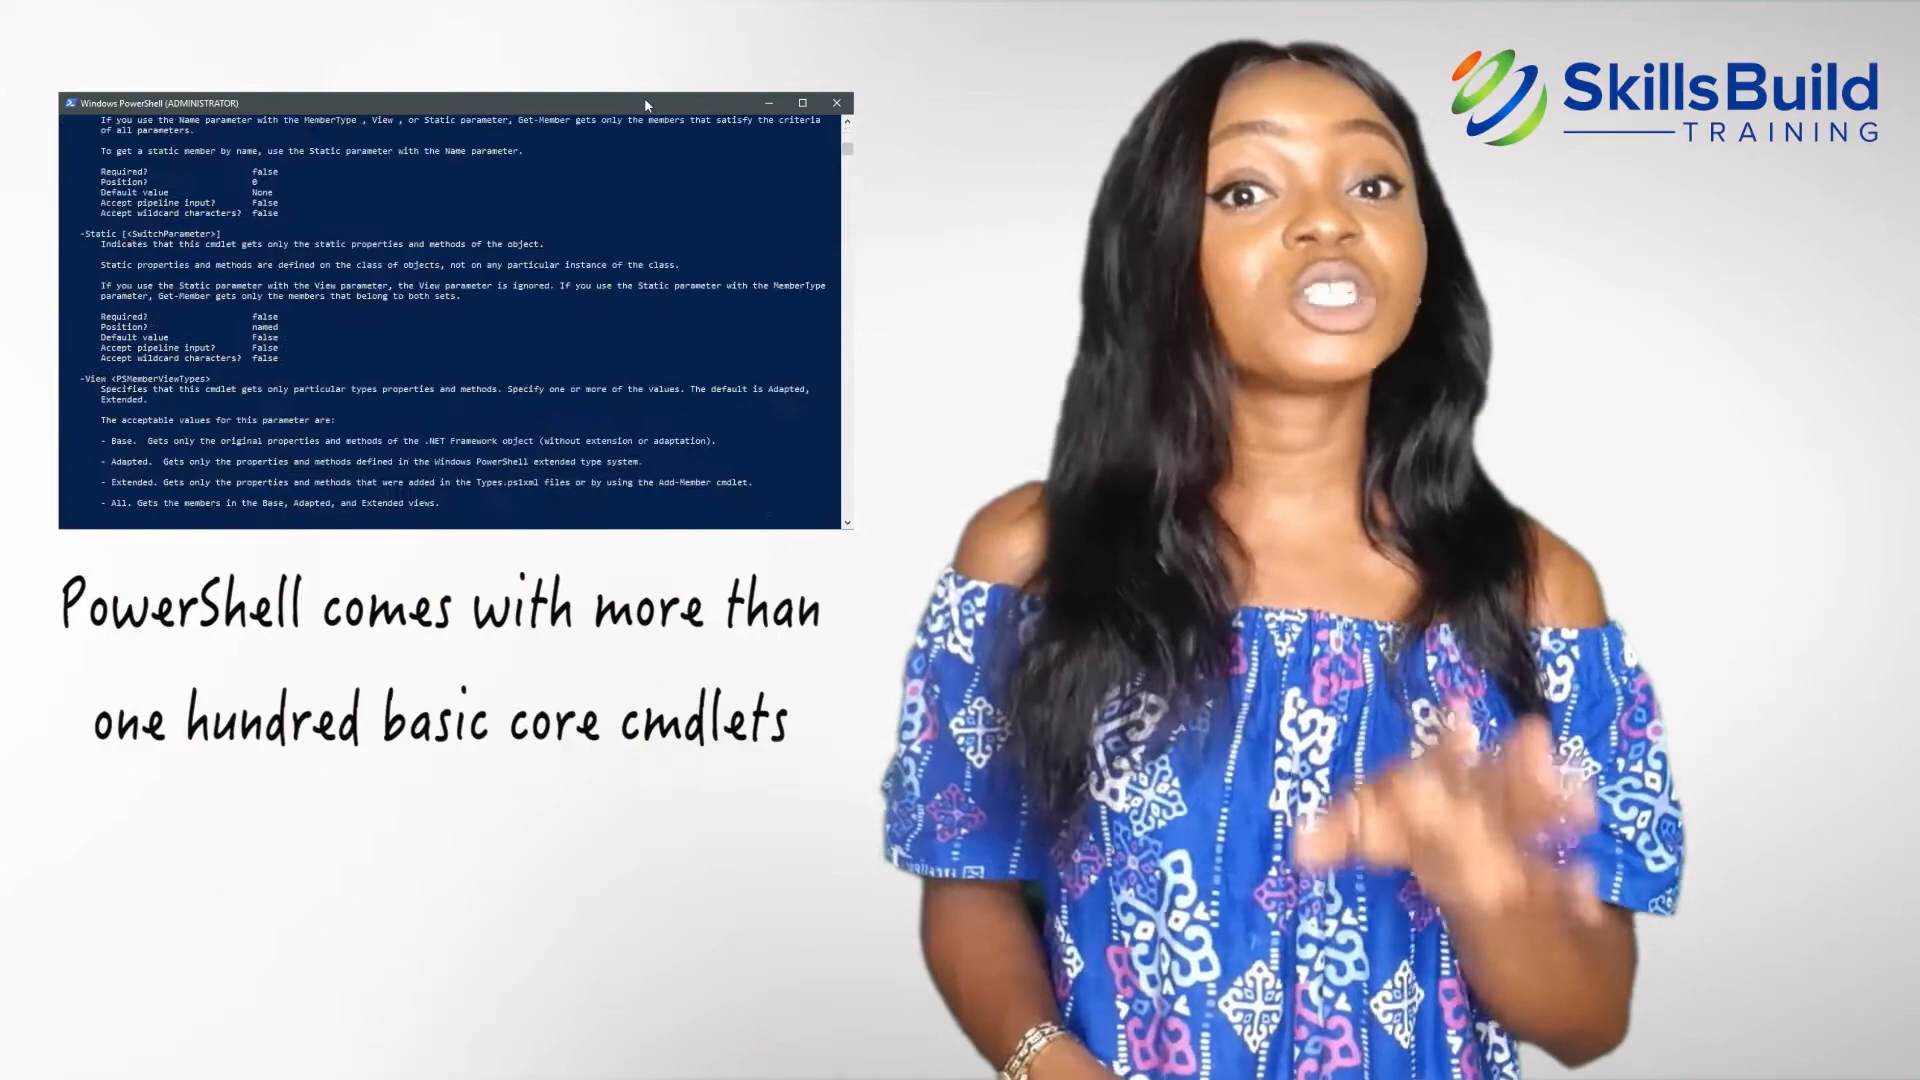 SkillsBuild
TRAINING
Windows PowerShell (ADMINISTRATOR)
If you use the Name parameter with the MemberType , View , or Static parameter, Get-Member gets only the members that satisfy the criteria
of all parameters.
To get a static member by name, use the Static parameter with the Name parameter.
Required? false
Position? 0
Default value None
Accept pipeline input? False
Accept wildcard characters? false
-Static [<SwitchParameter>]
Indicates that this cmdlet gets only the static properties and methods of the object.
Static properties and methods are defined on the class of objects, not on any particular instance of the class.
If you use the Static parameter with the View parameter, the View parameter is ignored. If you use the Static parameter with the MemberType
parameter, Get-Member gets only the members that belong to both sets.
Required? false
Position? named
Default value False
Accept pipeline input? False
Accept wildcard characters? false
-View <PSMemberViewTypes>
Specifies that this cmdlet gets only particular types properties and methods. Specify one or more of the values. The default is Adapted,
Extended.
The acceptable values for this parameter are:
- Base. Gets only the original properties and methods of the .NET Framework object (without extension or adaptation).
- Adapted. Gets only the properties and methods defined in the Windows PowerShell extended type system.
- Extended. Gets only the properties and methods that were added in the Types.ps1xml files or by using the Add-Member cmdlet.
- All. Gets the members in the Base, Adapted, and Extended views.
PowerShell comes with more than
one hundred basic core cmdlets